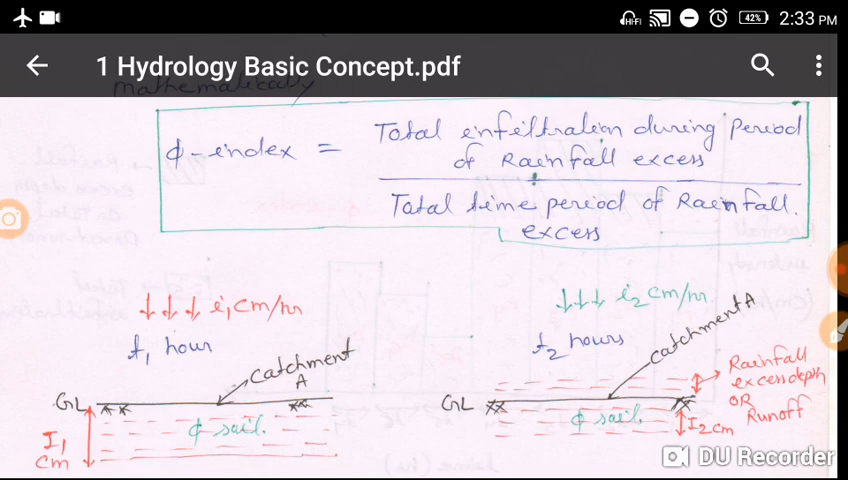 42%
2:33 PM
1 Hydrology Basic Concept.pdf
mathematically
φ-index = Total infiltration during period
of Rainfall excess
Total time period of Rainfall.
excess
i₁ cm/hr
t₁ hour
catchment
A
GL
φ soil.
I₁
cm
i₂ cm/hr.
t₂ hours
catchment A
Rainfall
excess depth
OR
Runoff
GL
φ soil.
I₂ cm
DU Recorder